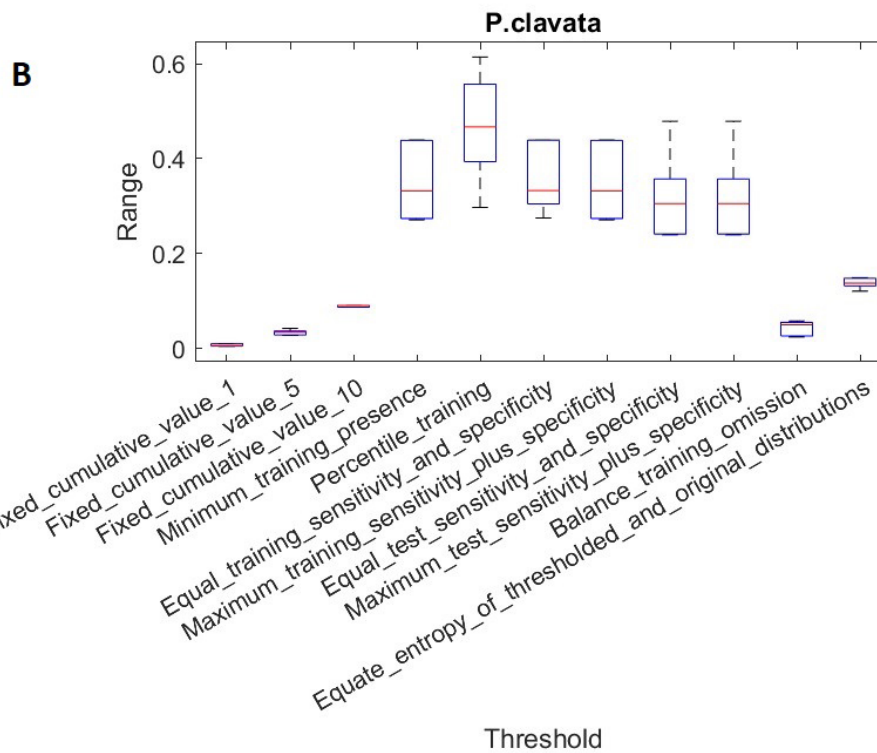 P.clavata
B
0.6
0.4
0.2
0
Range
ixed_cumulative_value_1
Fixed_cumulative_value_5
Fixed_cumulative_value_10
Minimum_training_presence
Percentile_training
Equal_training_sensitivity_and_specificity
Maximum_training_sensitivity_plus_specificity
Equal_test_sensitivity_and_specificity
Maximum_test_sensitivity_plus_specificity
Balance_training_omission
Equate_entropy_of_thresholded_and_original_distributions
Threshold